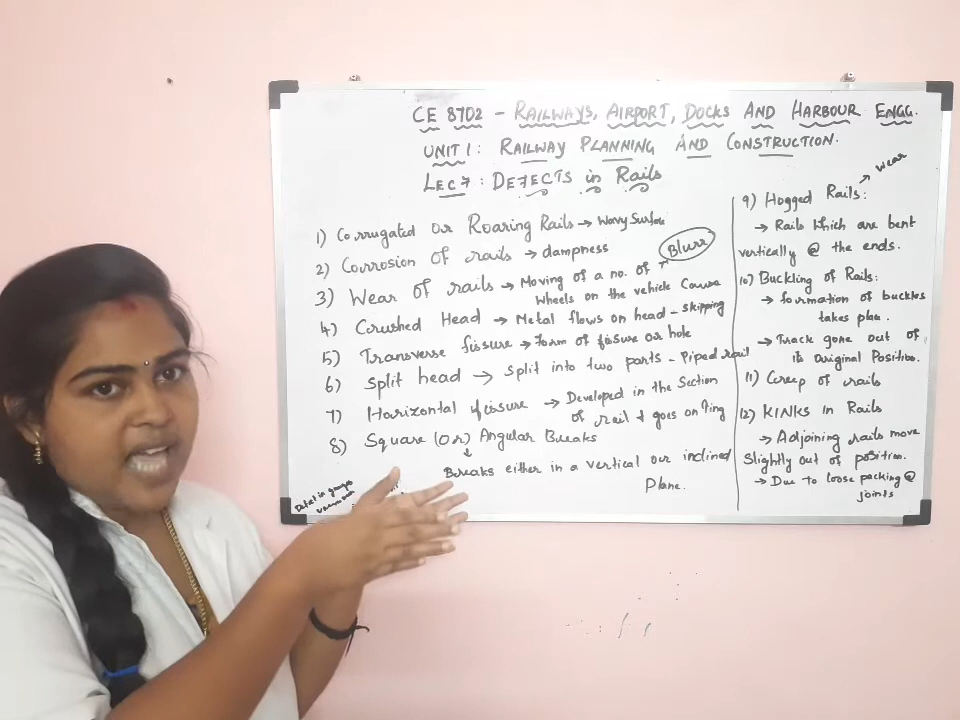 CE 8702 - RAILWAYS, AIRPORT, DOCKS AND HARBOUR ENGG.
UNIT 1: RAILWAY PLANNING AND CONSTRUCTION.
LEC 7: DEFECTS in Rails
1) Corrugated or Roaring Rails → Wavy Surface
2) Corrosion of rails → dampness
Blurr
3) Wear of rails → Moving of a no. of
Wheels on the vehicle Cause
4) Crushed Head → Metal flows on head - skipping
5) Transverse fissure → Form of fissure or hole
6) Split head → Split into two parts - Piped rail
7) Horizontal fissure → Developed in the Section
of rail & goes on
8) Square (or) Angular Breaks
↓
Breaks either in a vertical or inclined
Plane.
9) Hogged Rails: → Wear
→ Rails Which are bent
vertically @ the ends.
10) Buckling of Rails:
→ formation of buckles
takes
→ Track gone out of
its Original Position.
11) Creep of rails
12) KINKS in Rails
→ Adjoining rails move
Slightly out of position.
→ Due to loose packing @
joints